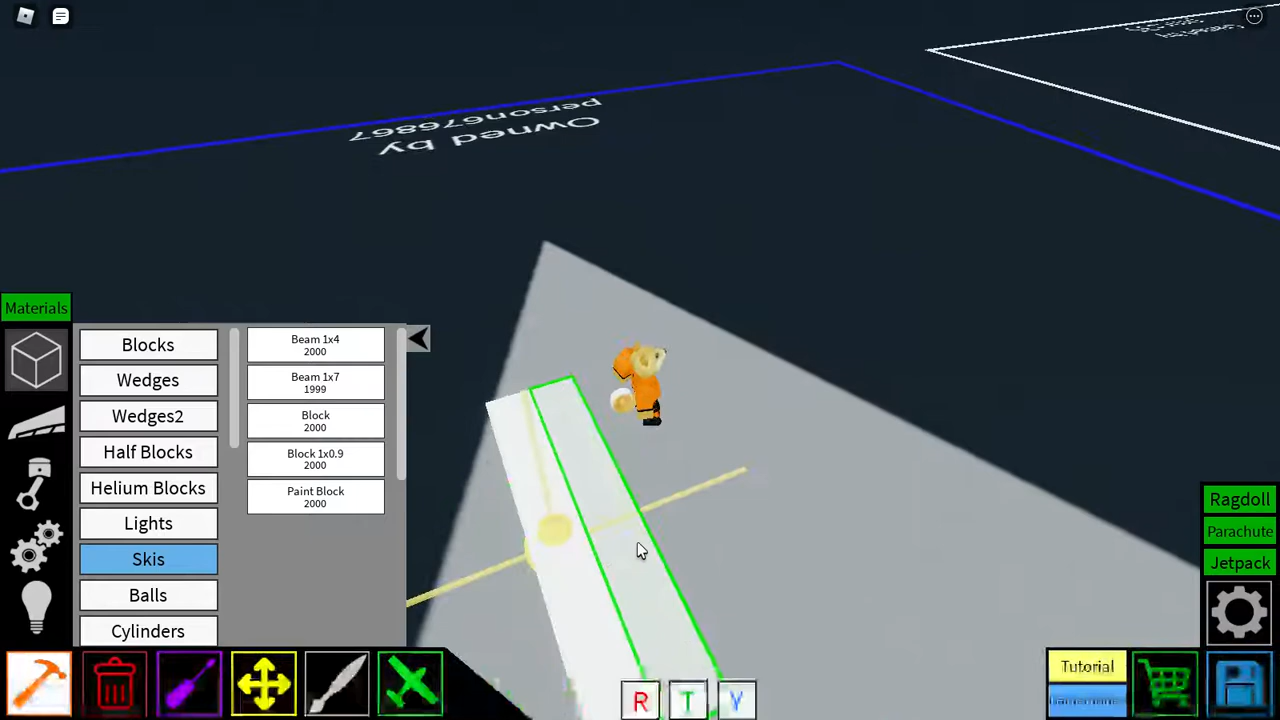 Owned by
person676867
Materials
Blocks
Wedges
Wedges2
Half Blocks
Helium Blocks
Lights
Skis
Balls
Cylinders
Beam 1x4
2000
Beam 1x7
1999
Block
2000
Block 1x0.9
2000
Paint Block
2000
Ragdoll
Parachute
Jetpack
Tutorial
R T Y